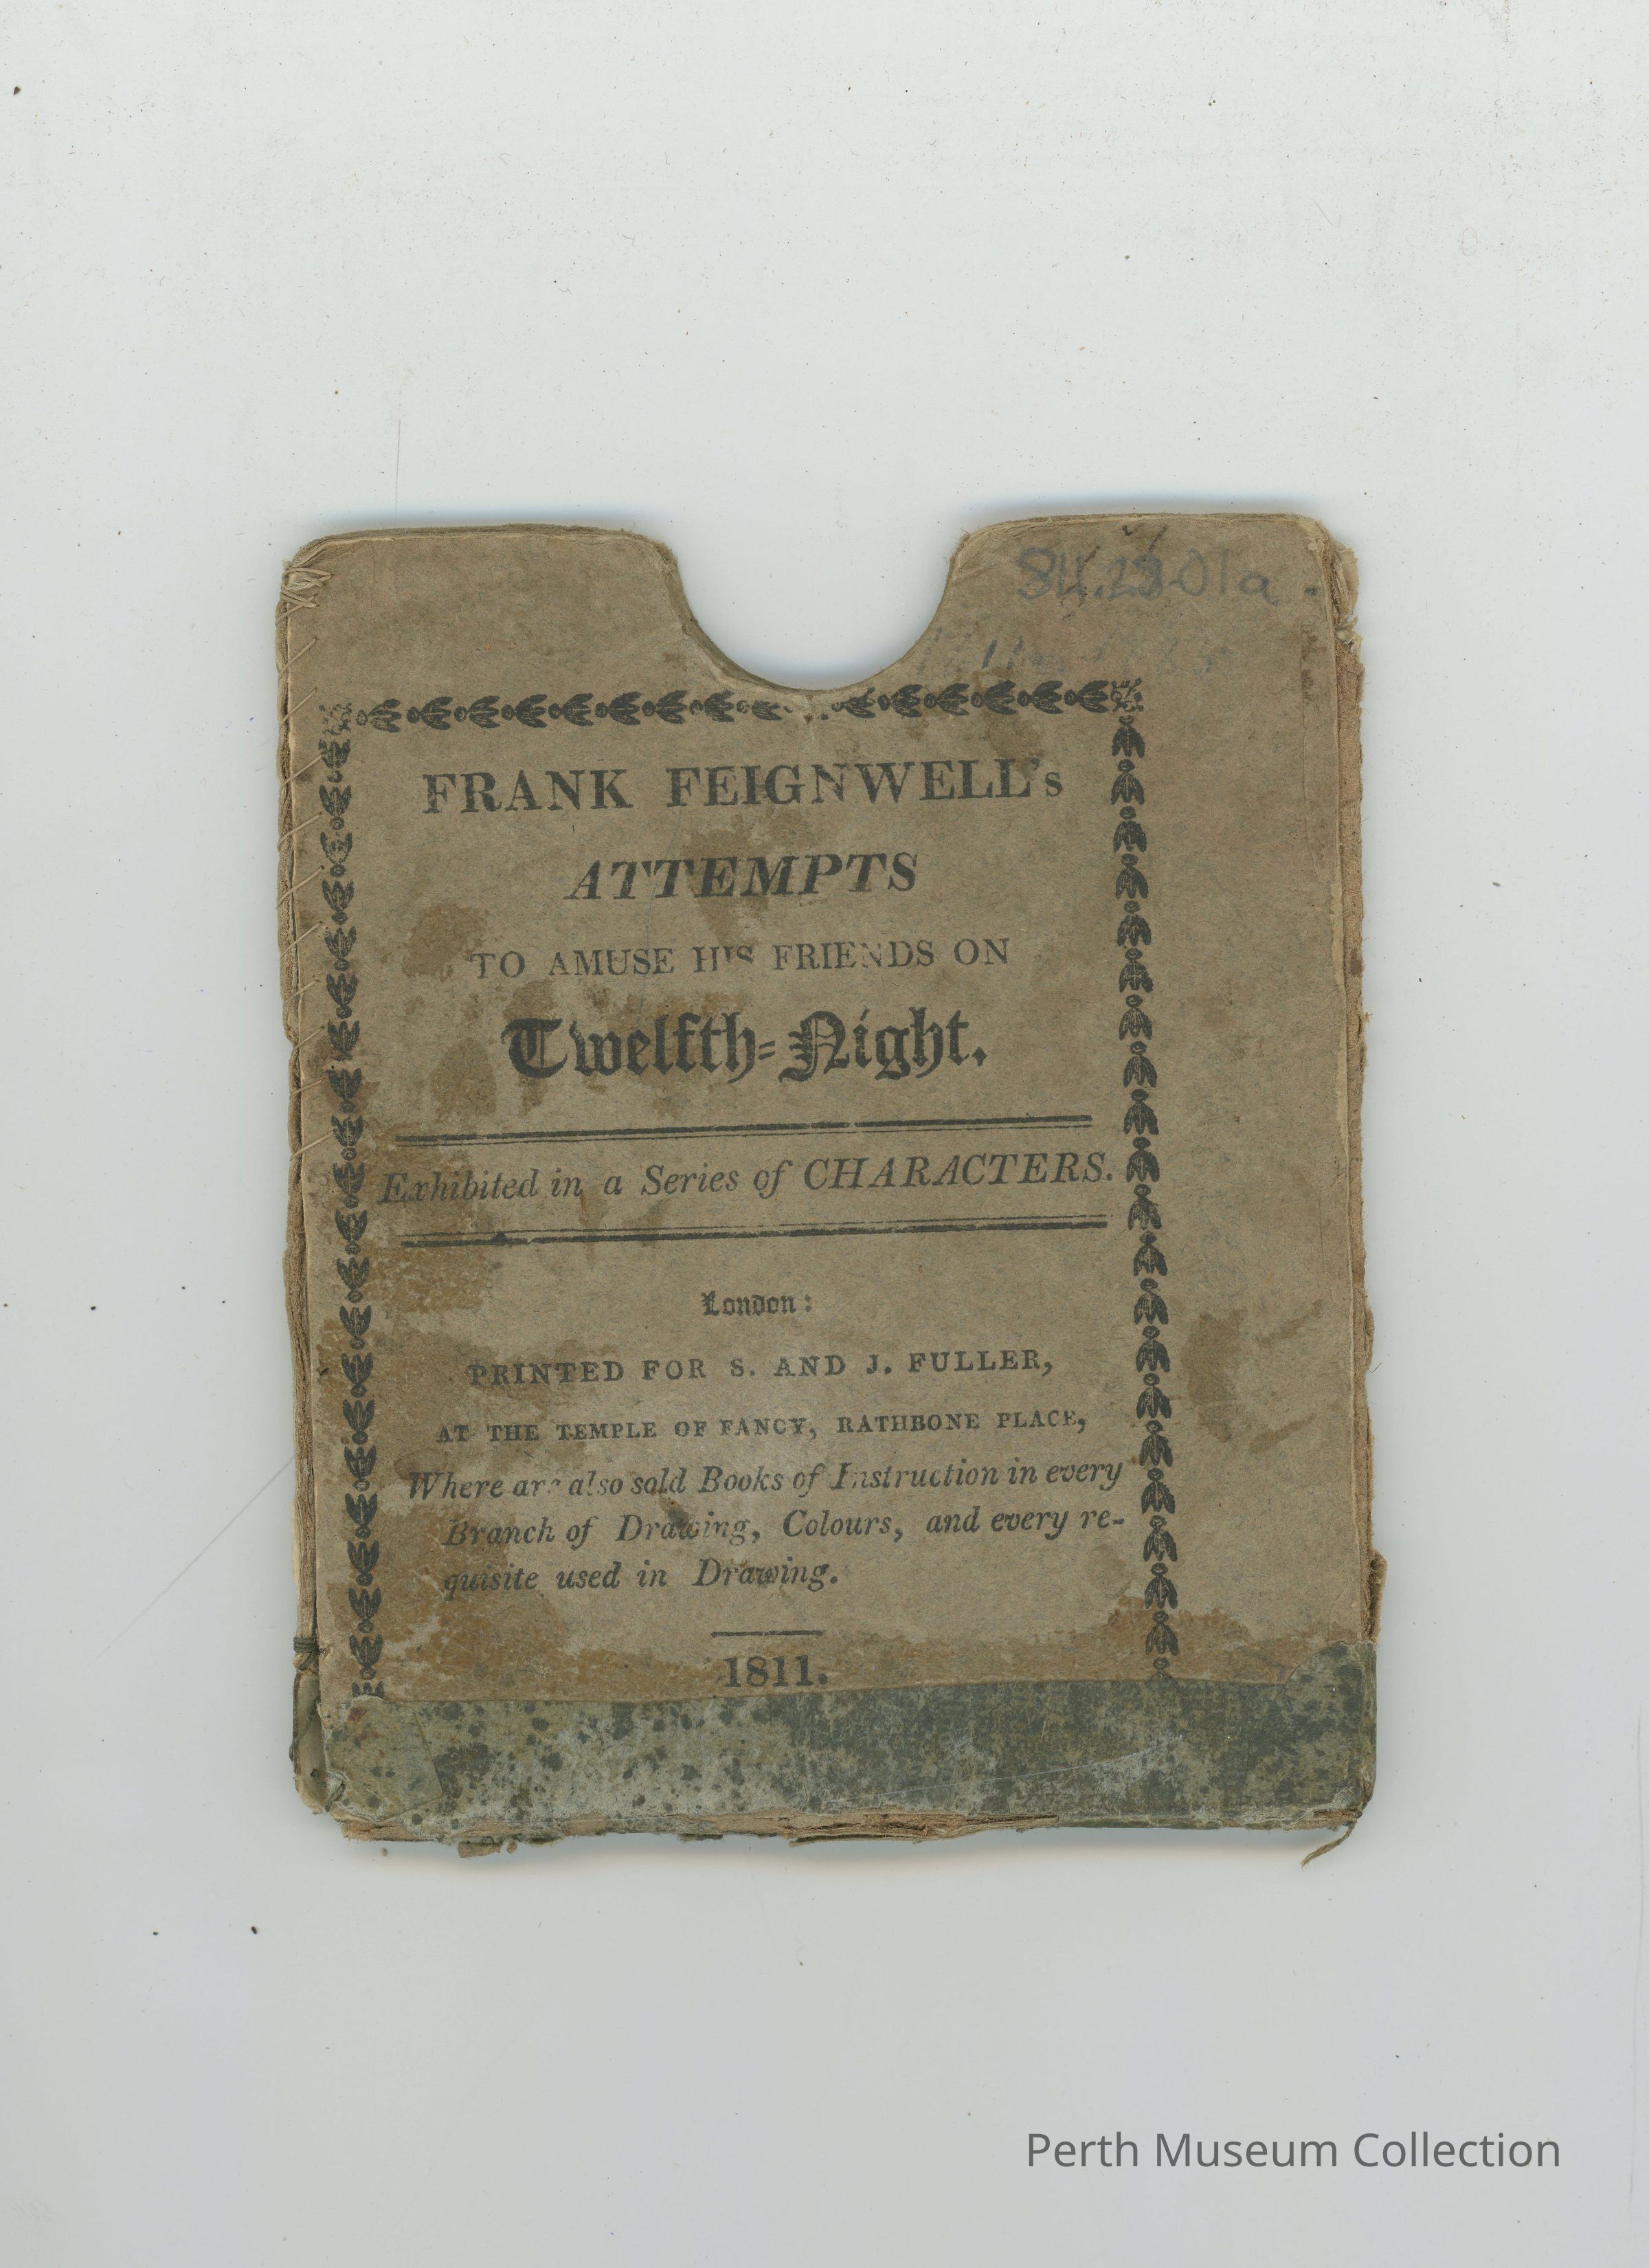 84.2301a.
FRANK FEIGNWELL's
ATTEMPTS
TO AMUSE HIS FRIENDS ON
Twelfth-Night.
Exhibited in a Series of CHARACTERS.
London:
PRINTED FOR S. AND J. FULLER,
AT THE TEMPLE OF FANCY, RATHBONE PLACE,
Where are also sold Books of Instruction in every
Branch of Drawing, Colours, and every re-
quisite used in Drawing.
1811.
Perth Museum Collection